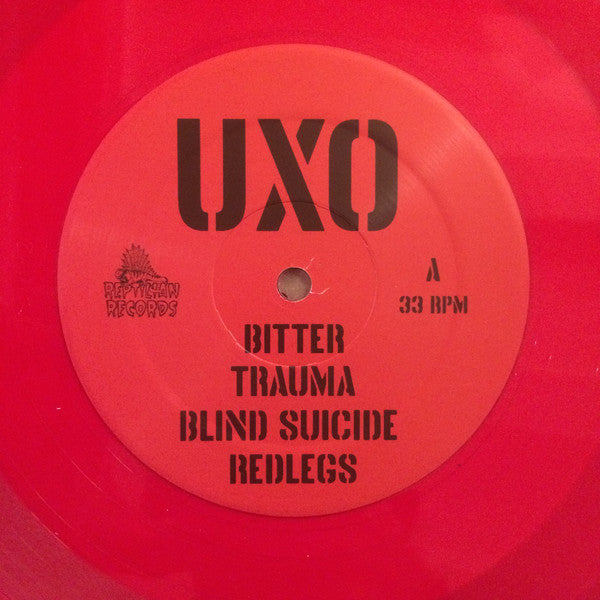 UXO
A
33 RPM
REPTILIAN
RECORDS
BITTER
TRAUMA
BLIND SUICIDE
REDLEGS